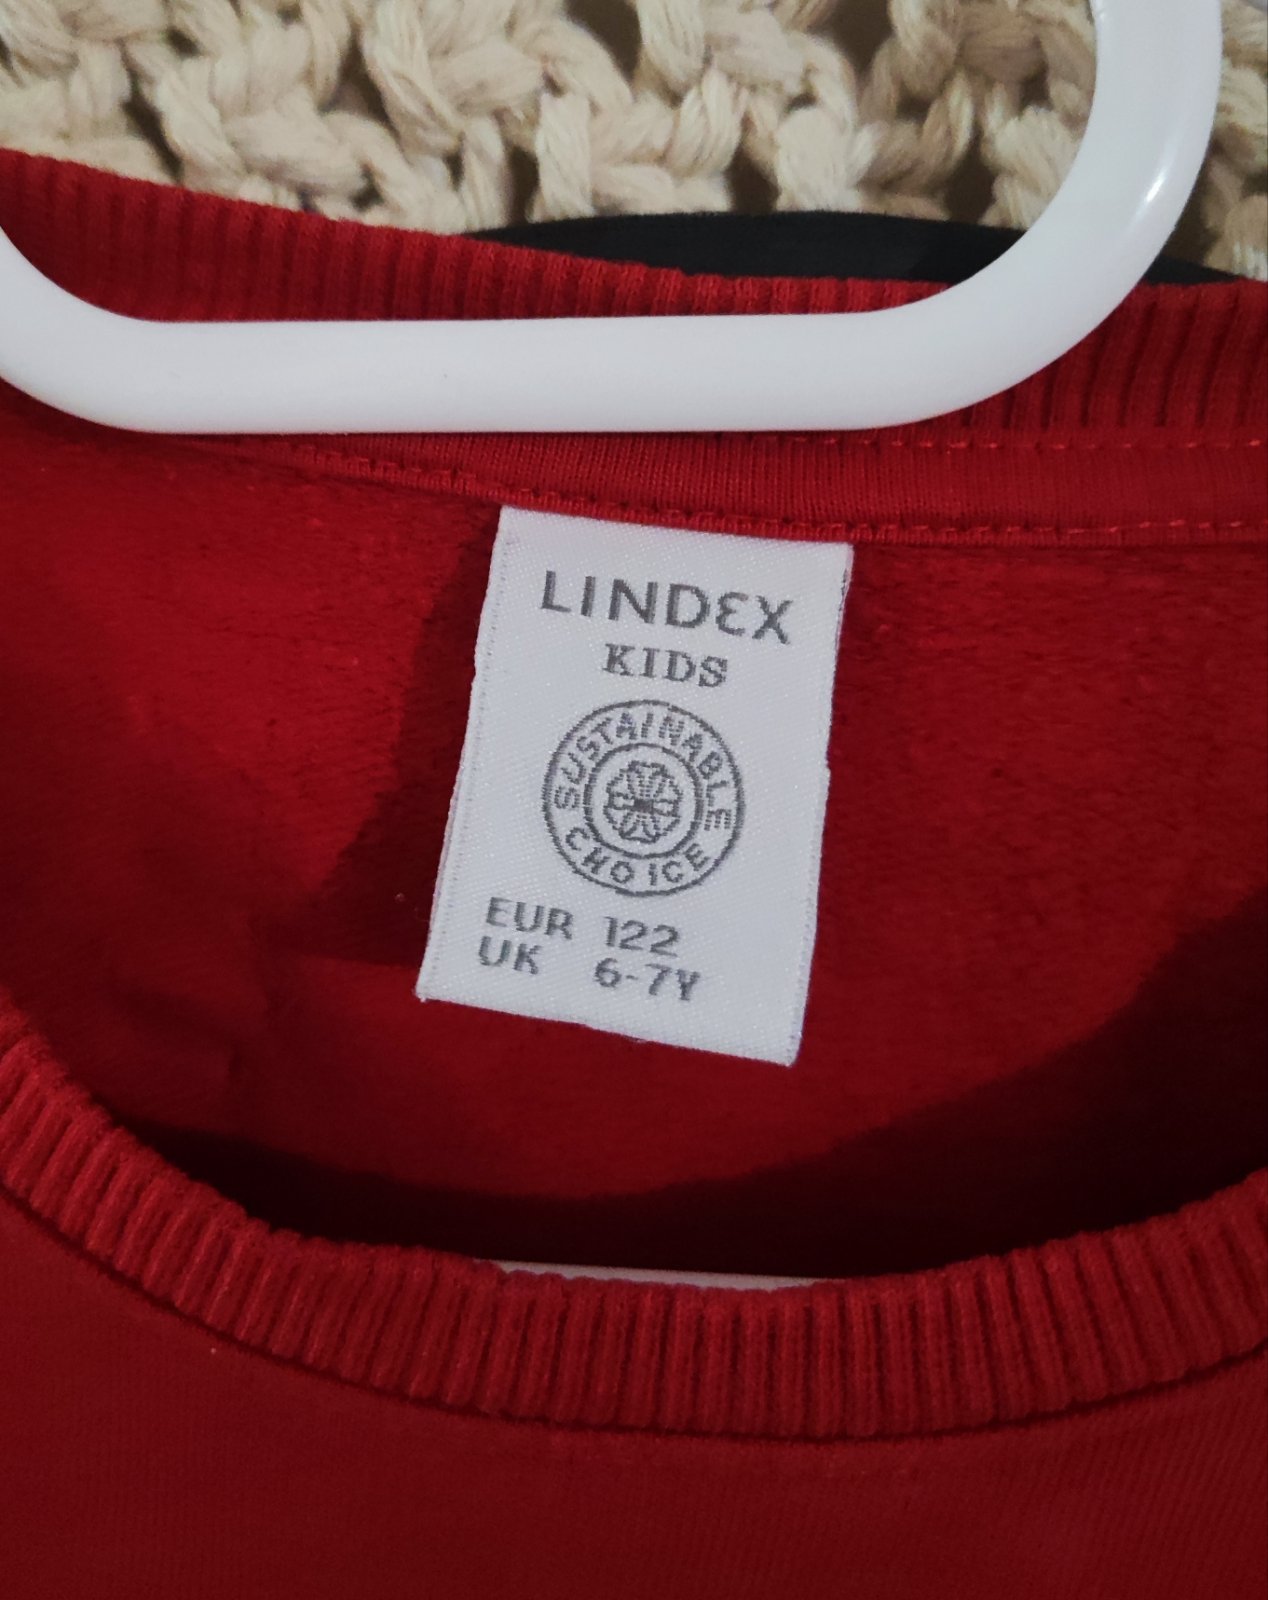 LINDEX
KIDS
SUSTAINABLE
CHOICE
EUR 122
UK 6-7Y